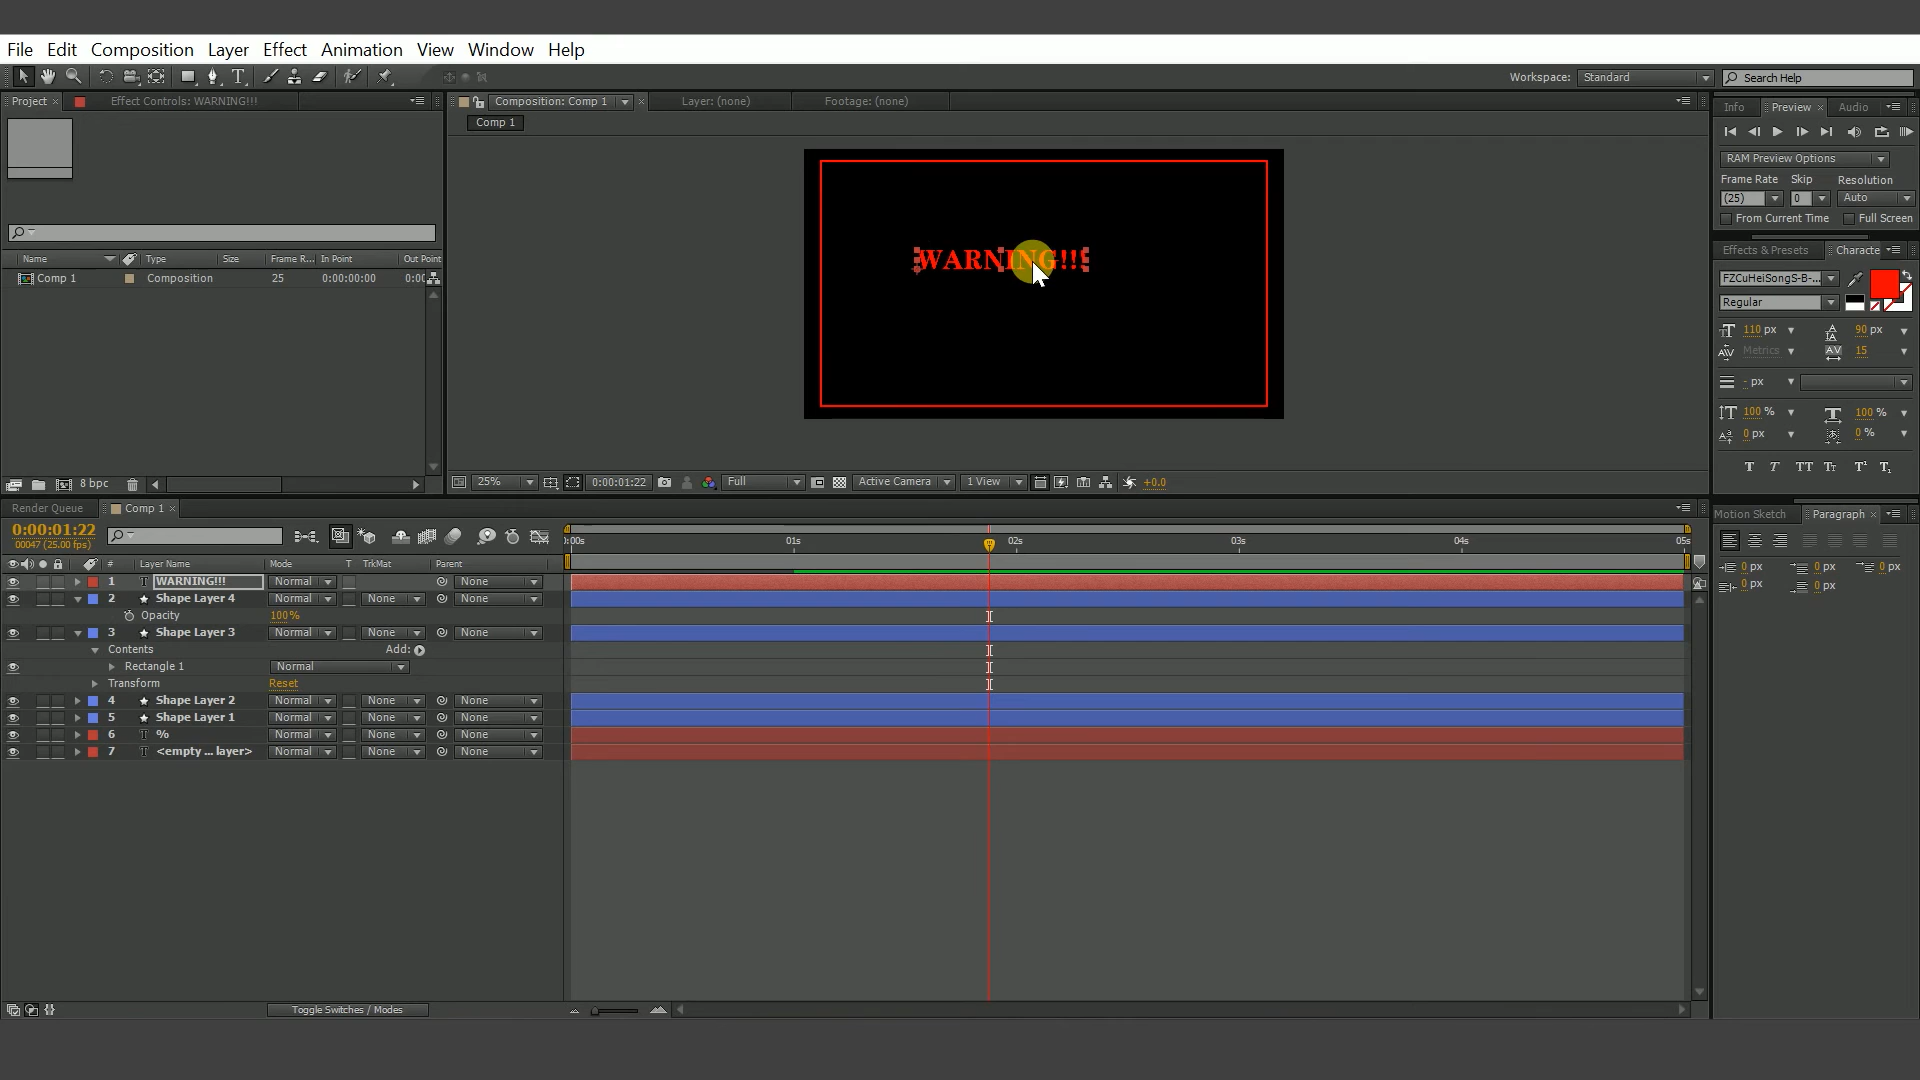 File Edit Composition Layer Effect Animation View Window Help
Workspace: Standard Search Help
Project Effect Controls: WARNING!!! Composition: Comp 1 Layer: (none) Footage: (none)
Comp 1
Info Preview Audio
RAM Preview Options
Frame Rate Skip Resolution
(25) 0 Auto
From Current Time Full Screen
Name Type Size Frame R... In Point Out Point
Comp 1 Composition 25 0:00:00:00 0:00
WARNING!!!
Effects & Presets Characte
FZCuHeiSongS-B-...
Regular
110 px 90 px
Metrics 15
- px
100 % 100 %
0 px 0 %
T T TT Tт T¹ T₁
8 bpc
25% 0:00:01:22 Full Active Camera 1 View +0.0
Render Queue Comp 1
0:00:01:22
00047 (25.00 fps)
):00s 01s 02s 03s 04s 05s
# Layer Name Mode T TrkMat Parent
1 T WARNING!!! Normal None
2 Shape Layer 4 Normal None None
Opacity 100%
3 Shape Layer 3 Normal None None
Contents Add:
Rectangle 1 Normal
Transform Reset
4 Shape Layer 2 Normal None None
5 Shape Layer 1 Normal None None
6 T % Normal None None
7 T <empty ... layer> Normal None None
Toggle Switches / Modes
Motion Sketch Paragraph
0 px 0 px 0 px
0 px 0 px